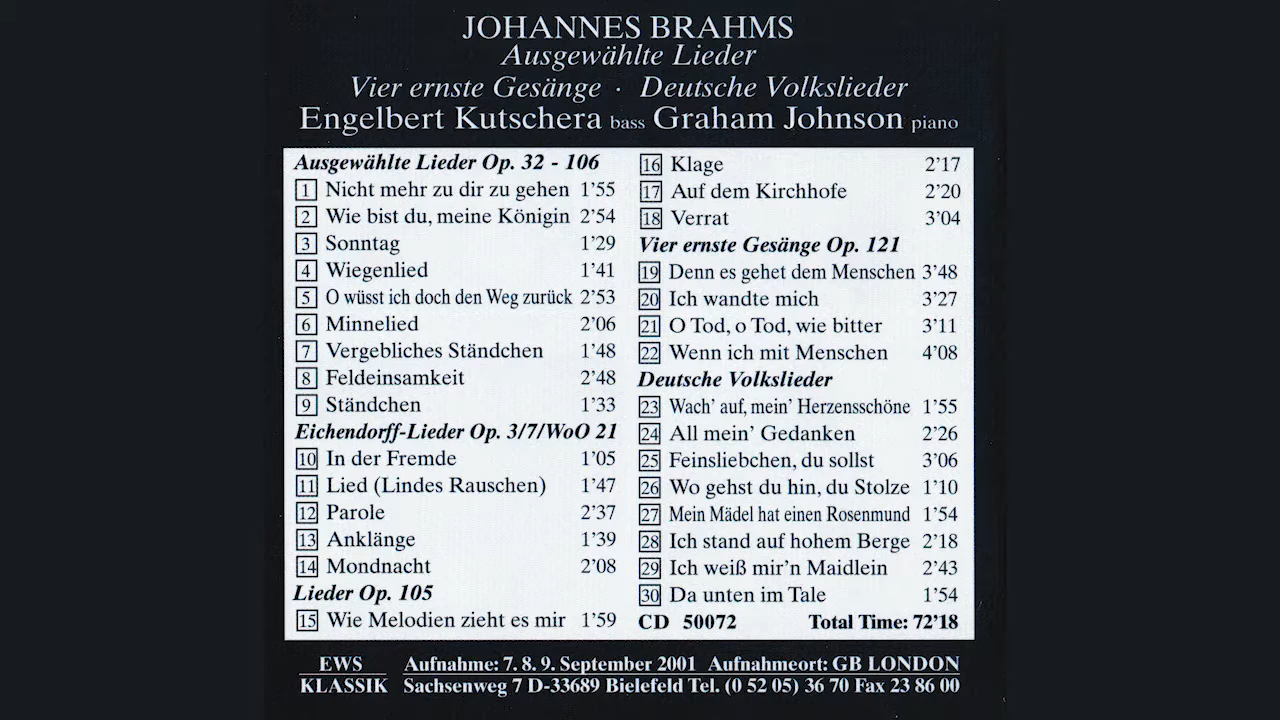 JOHANNES BRAHMS
Ausgewählte Lieder
Vier ernste Gesänge · Deutsche Volkslieder
Engelbert Kutschera bass Graham Johnson piano
Ausgewählte Lieder Op. 32 - 106
1 Nicht mehr zu dir zu gehen 1’55
2 Wie bist du, meine Königin 2’54
3 Sonntag 1’29
4 Wiegenlied 1’41
5 O wüsst ich doch den Weg zurück 2’53
6 Minnelied 2’06
7 Vergebliches Ständchen 1’48
8 Feldeinsamkeit 2’48
9 Ständchen 1’33
Eichendorff-Lieder Op. 3/7/WoO 21
10 In der Fremde 1’05
11 Lied (Lindes Rauschen) 1’47
12 Parole 2’37
13 Anklänge 1’39
14 Mondnacht 2’08
Lieder Op. 105
15 Wie Melodien zieht es mir 1’59
16 Klage 2’17
17 Auf dem Kirchhofe 2’20
18 Verrat 3’04
Vier ernste Gesänge Op. 121
19 Denn es gehet dem Menschen 3’48
20 Ich wandte mich 3’27
21 O Tod, o Tod, wie bitter 3’11
22 Wenn ich mit Menschen 4’08
Deutsche Volkslieder
23 Wach’ auf, mein’ Herzensschöne 1’55
24 All mein’ Gedanken 2’26
25 Feinsliebchen, du sollst 3’06
26 Wo gehst du hin, du Stolze 1’10
27 Mein Mädel hat einen Rosenmund 1’54
28 Ich stand auf hohem Berge 2’18
29 Ich weiß mir’n Maidlein 2’43
30 Da unten im Tale 1’54
CD 50072 Total Time: 72’18
EWS Aufnahme: 7. 8. 9. September 2001 Aufnahmeort: GB LONDON
KLASSIK Sachsenweg 7 D-33689 Bielefeld Tel. (0 52 05) 36 70 Fax 23 86 00